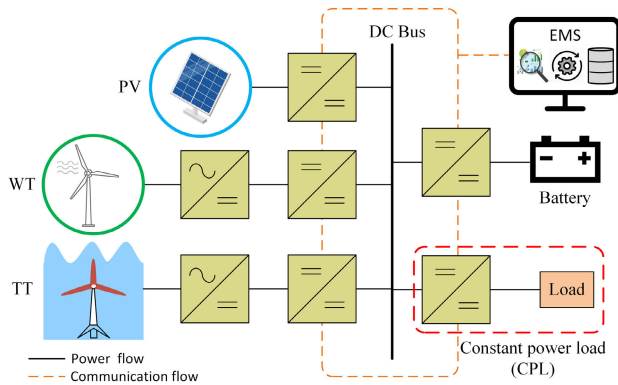 DC Bus
EMS
PV
WT
Battery
TT
Load
Power flow
Communication flow
Constant power load
(CPL)